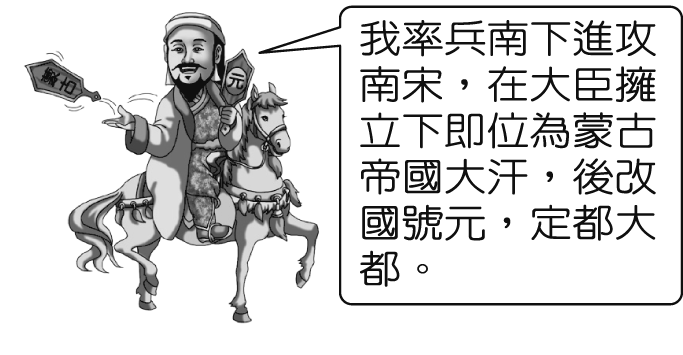 蒙古
元
我率兵南下進攻
南宋，在大臣擁
立下即位為蒙古
帝國大汗，後改
國號元，定都大
都。